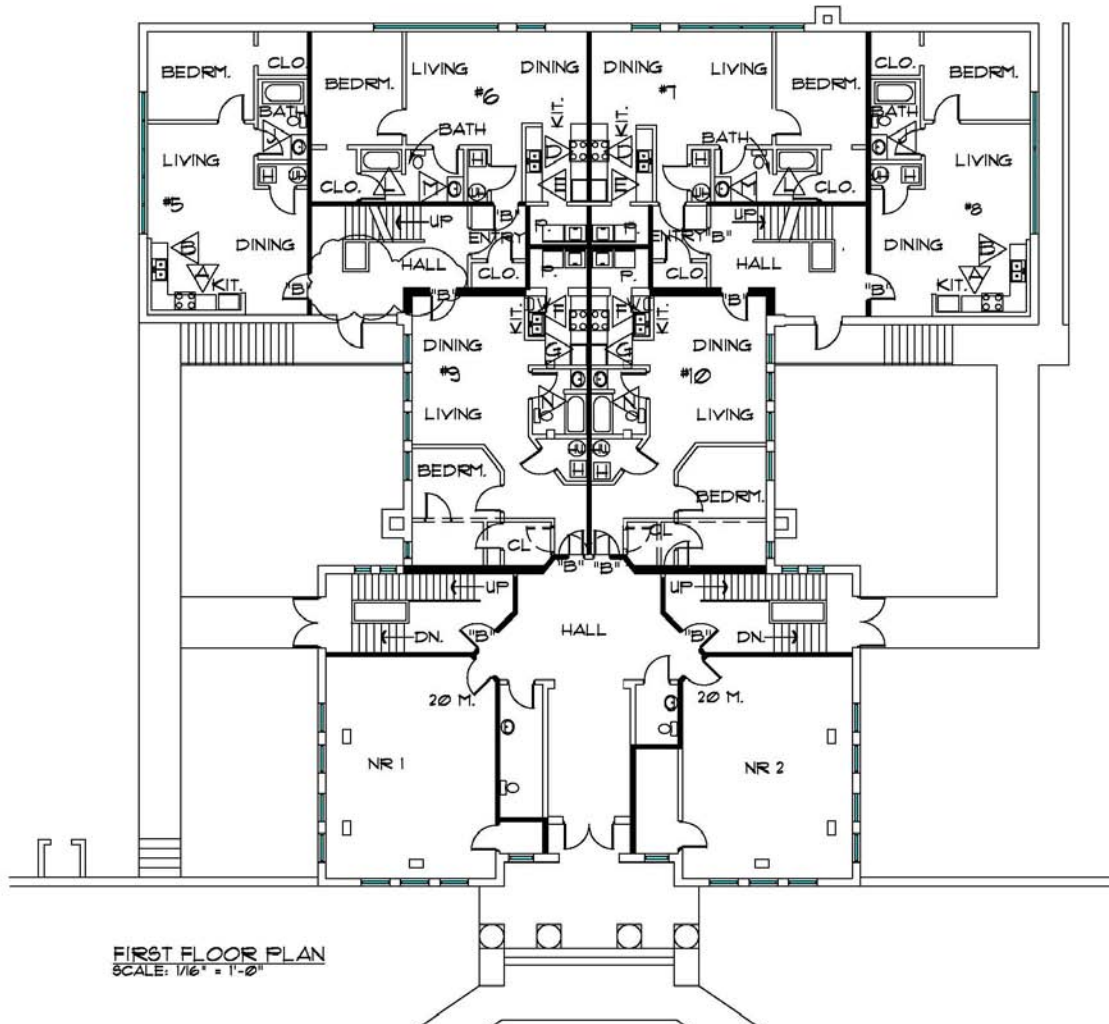 BEDRM.
CLO.
BEDRM.
LIVING
DINING
#6
DINING
LIVING
#7
BEDRM.
CLO.
BEDRM.
BATH
J
H
LIVING
#5
DINING
B
A
KIT.
"B"
BATH
L
M
H
CLO.
KIT.
D
E
KIT.
D
E
BATH
H
M
L
CLO.
BATH
J
H
LIVING
#8
DINING
B
A
KIT.
"B"
UP
HALL
"B"
ENTRY
CLO.
P.
P.
ENTRY
"B"
CLO.
UP
HALL
P.
P.
"B"
"B"
DINING
#9
LIVING
KIT.
F
G
N
H
KIT.
F
G
N
H
DINING
#10
LIVING
BEDRM.
CL
BEDRM.
CL
"B"
"B"
UP
DN.
"B"
HALL
UP
DN.
"B"
20 M.
20 M.
NR 1
NR 2
FIRST FLOOR PLAN
SCALE: 1/16" = 1'-0"